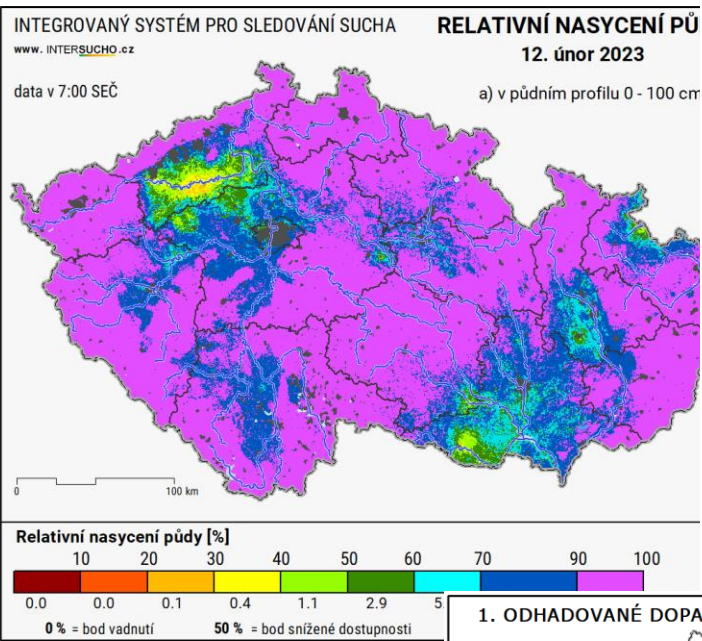 INTEGROVANÝ SYSTÉM PRO SLEDOVÁNÍ SUCHA
www. INTERSUCHO.cz
data v 7:00 SEČ
RELATIVNÍ NASYCENÍ PŮ
12. únor 2023
a) v půdním profilu 0 - 100 cm
0 100 km
Relativní nasycení půdy [%]
10 20 30 40 50 60 70 90 100
0.0 0.0 0.1 0.4 1.1 2.9 5.
0 % = bod vadnutí 50 % = bod snížené dostupnosti
1. ODHADOVANÉ DOPA